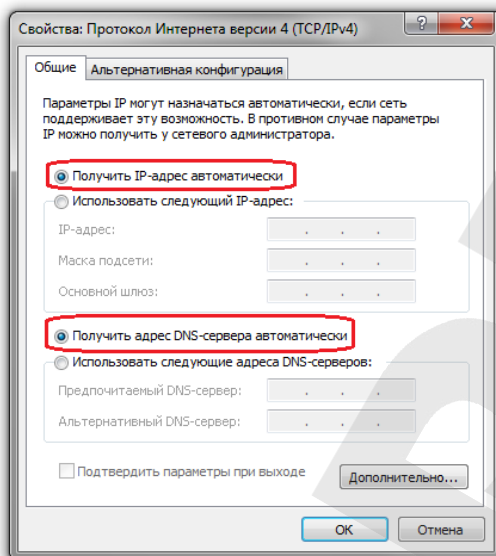 Свойства: Протокол Интернета версии 4 (TCP/IPv4)
Общие
Альтернативная конфигурация
Параметры IP могут назначаться автоматически, если сеть
поддерживает эту возможность. В противном случае параметры
IP можно получить у сетевого администратора.
Получить IP-адрес автоматически
Использовать следующий IP-адрес:
IP-адрес:
Маска подсети:
Основной шлюз:
Получить адрес DNS-сервера автоматически
Использовать следующие адреса DNS-серверов:
Предпочитаемый DNS-сервер:
Альтернативный DNS-сервер:
Подтвердить параметры при выходе
Дополнительно...
ОК
Отмена